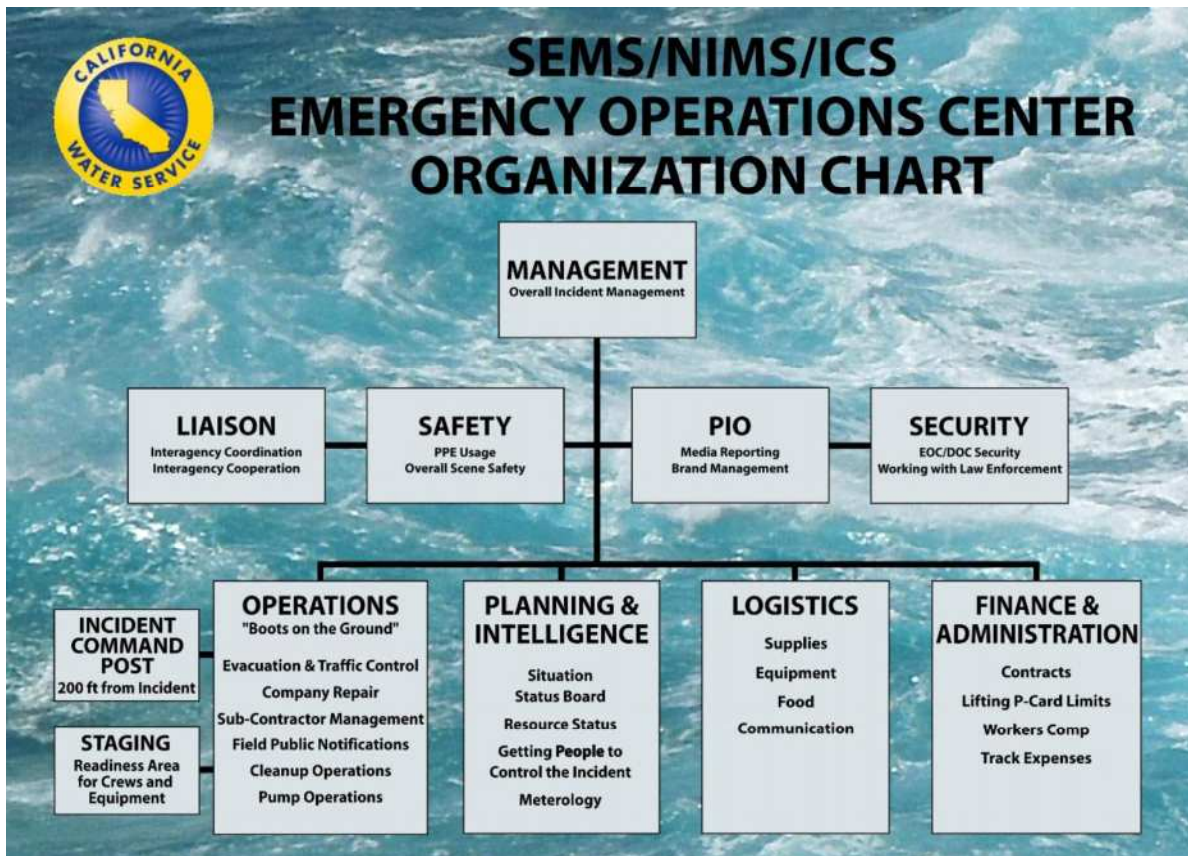 CALIFORNIA
WATER SERVICE
SEMS/NIMS/ICS
EMERGENCY OPERATIONS CENTER
ORGANIZATION CHART
MANAGEMENT
Overall Incident Management
LIAISON
Interagency Coordination
Interagency Cooperation
SAFETY
PPE Usage
Overall Scene Safety
PIO
Media Reporting
Brand Management
SECURITY
EOC/DOC Security
Working with Law Enforcement
INCIDENT
COMMAND
POST
200 ft from Incident
STAGING
Readiness Area
for Crews and
Equipment
OPERATIONS
"Boots on the Ground"
Evacuation & Traffic Control
Company Repair
Sub-Contractor Management
Field Public Notifications
Cleanup Operations
Pump Operations
PLANNING &
INTELLIGENCE
Situation
Status Board
Resource Status
Getting People to
Control the Incident
Meterology
LOGISTICS
Supplies
Equipment
Food
Communication
FINANCE &
ADMINISTRATION
Contracts
Lifting P-Card Limits
Workers Comp
Track Expenses